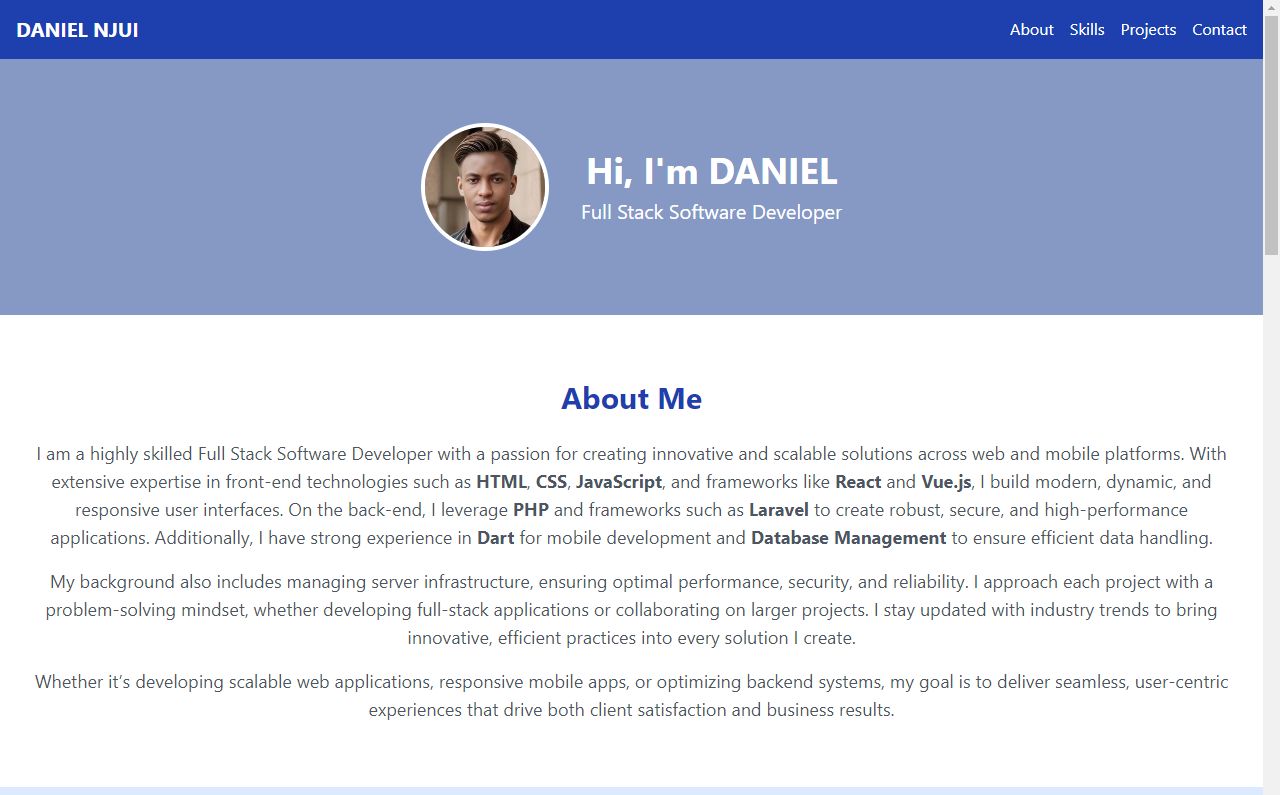 DANIEL NJUI
About Skills Projects Contact
Hi, I'm DANIEL
Full Stack Software Developer
About Me
I am a highly skilled Full Stack Software Developer with a passion for creating innovative and scalable solutions across web and mobile platforms. With
extensive expertise in front-end technologies such as HTML, CSS, JavaScript, and frameworks like React and Vue.js, I build modern, dynamic, and
responsive user interfaces. On the back-end, I leverage PHP and frameworks such as Laravel to create robust, secure, and high-performance
applications. Additionally, I have strong experience in Dart for mobile development and Database Management to ensure efficient data handling.
My background also includes managing server infrastructure, ensuring optimal performance, security, and reliability. I approach each project with a
problem-solving mindset, whether developing full-stack applications or collaborating on larger projects. I stay updated with industry trends to bring
innovative, efficient practices into every solution I create.
Whether it’s developing scalable web applications, responsive mobile apps, or optimizing backend systems, my goal is to deliver seamless, user-centric
experiences that drive both client satisfaction and business results.